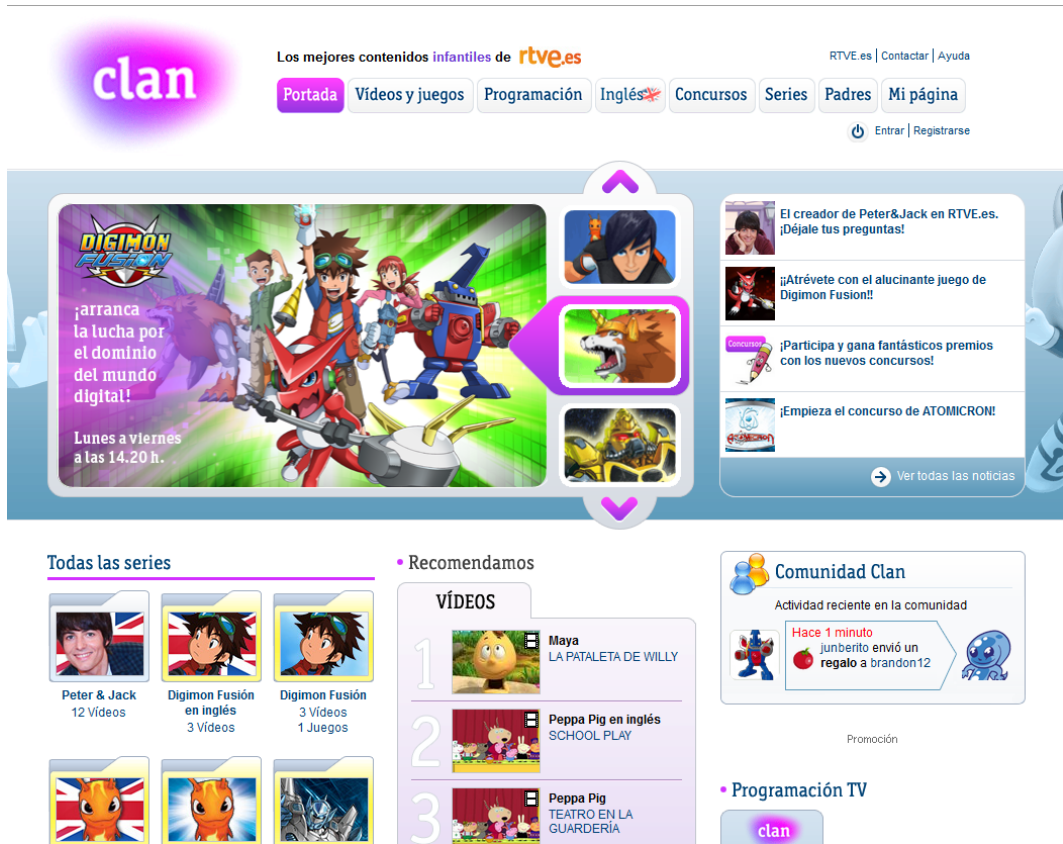 clan
Los mejores contenidos infantiles de rtve.es
RTVE.es | Contactar | Ayuda
Portada
Vídeos y juegos
Programación
Inglés
Concursos
Series
Padres
Mi página
Entrar | Registrarse
DIGIMON
FUSION
¡arranca
la lucha por
el dominio
del mundo
digital!
Lunes a viernes
a las 14.20 h.
El creador de Peter&Jack en RTVE.es.
¡Déjale tus preguntas!
¡¡Atrévete con el alucinante juego de
Digimon Fusion!!
Concursos
¡Participa y gana fantásticos premios
con los nuevos concursos!
ATOMICRON
¡Empieza el concurso de ATOMICRON!
Ver todas las noticias
Todas las series
Peter & Jack
12 Vídeos
Digimon Fusión
en inglés
3 Vídeos
Digimon Fusión
3 Vídeos
1 Juegos
• Recomendamos
VÍDEOS
1
Maya
LA PATALETA DE WILLY
2
Peppa Pig en inglés
SCHOOL PLAY
3
Peppa Pig
TEATRO EN LA
GUARDERÍA
Comunidad Clan
Actividad reciente en la comunidad
Hace 1 minuto
junberito envió un
regalo a brandon12
Promoción
• Programación TV
clan